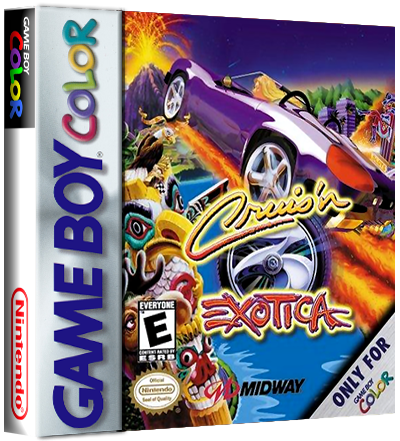 GAME BOY
COLOR
Nintendo
GAME BOY COLOR
Cruis'n
EXOTICA
EVERYONE
E
CONTENT RATED BY
ESRB
Official
Nintendo
Seal of Quality
MIDWAY
ONLY FOR
GAME BOY
COLOR